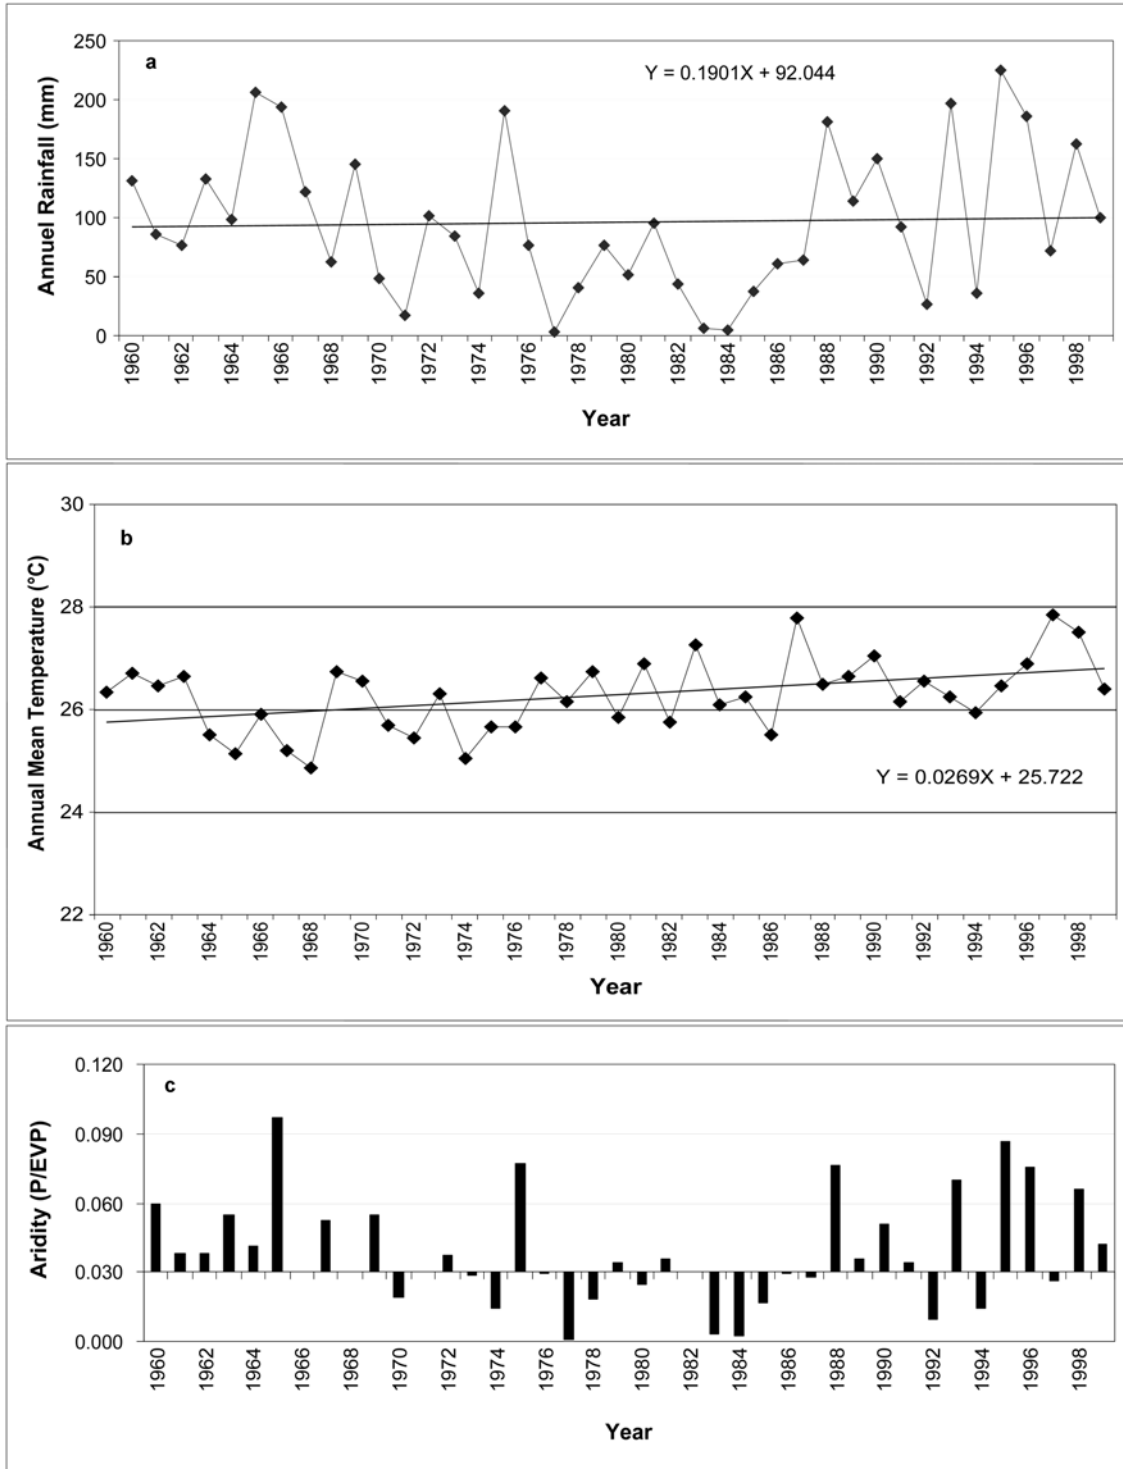 a
Y = 0.1901X + 92.044
Annuel Rainfall (mm)
250
200
150
100
50
0
1960 1962 1964 1966 1968 1970 1972 1974 1976 1978 1980 1982 1984 1986 1988 1990 1992 1994 1996 1998
Year
b
Annual Mean Temperature (°C)
30
28
26
24
22
Y = 0.0269X + 25.722
1960 1962 1964 1966 1968 1970 1972 1974 1976 1978 1980 1982 1984 1986 1988 1990 1992 1994 1996 1998
Year
c
Aridity (P/EVP)
0.120
0.090
0.060
0.030
0.000
1960 1962 1964 1966 1968 1970 1972 1974 1976 1978 1980 1982 1984 1986 1988 1990 1992 1994 1996 1998
Year